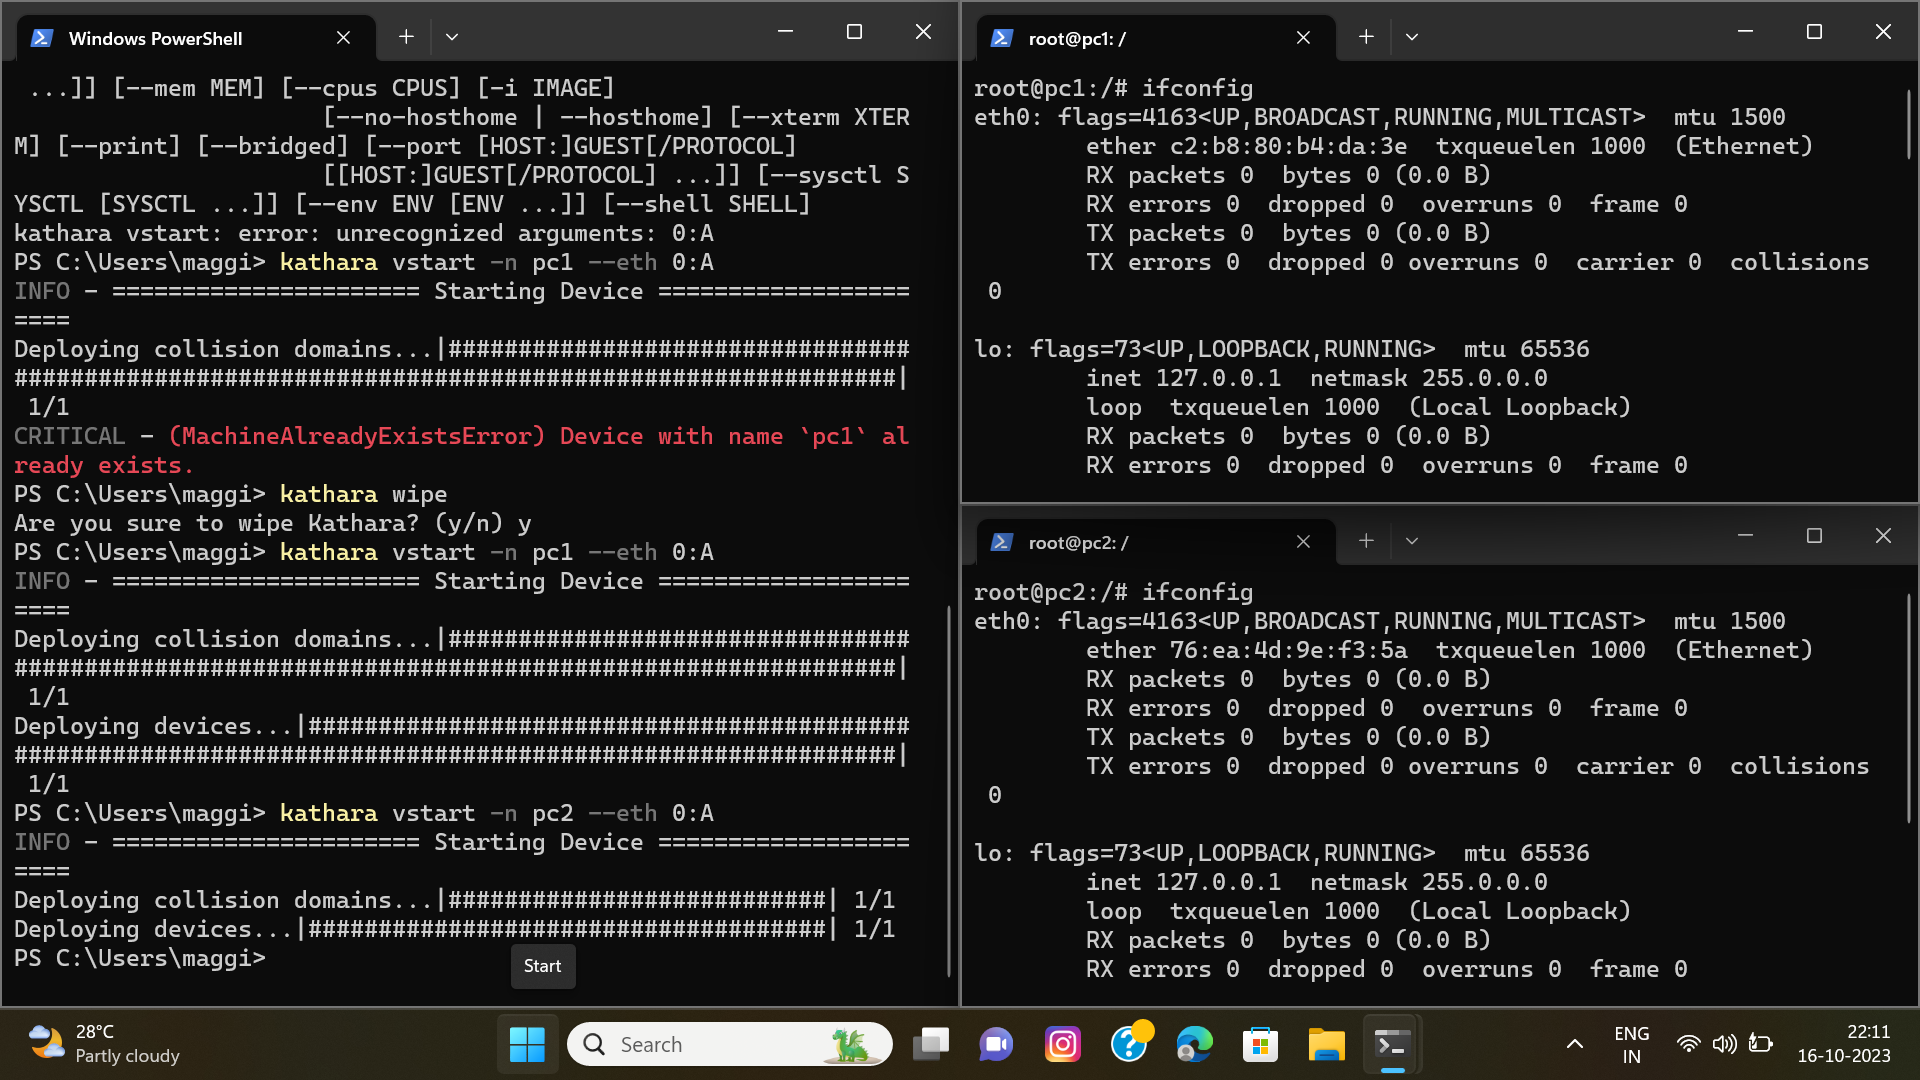 Windows PowerShell
...]] [--mem MEM] [--cpus CPUS] [-i IMAGE]
[--no-hosthome | --hosthome] [--xterm XTER
M] [--print] [--bridged] [--port [HOST:]GUEST[/PROTOCOL]
[[HOST:]GUEST[/PROTOCOL] ...]] [--sysctl S
YSCTL [SYSCTL ...]] [--env ENV [ENV ...]] [--shell SHELL]
kathara vstart: error: unrecognized arguments: 0:A
PS C:\Users\maggi> kathara vstart -n pc1 --eth 0:A
INFO - ====================== Starting Device ==================
====
Deploying collision domains...|#################################
###############################################################|
1/1
CRITICAL - (MachineAlreadyExistsError) Device with name `pc1` al
ready exists.
PS C:\Users\maggi> kathara wipe
Are you sure to wipe Kathara? (y/n) y
PS C:\Users\maggi> kathara vstart -n pc1 --eth 0:A
INFO - ====================== Starting Device ==================
====
Deploying collision domains...|#################################
###############################################################|
1/1
Deploying devices...|###########################################
###############################################################|
1/1
PS C:\Users\maggi> kathara vstart -n pc2 --eth 0:A
INFO - ====================== Starting Device ==================
====
Deploying collision domains...|###########################| 1/1
Deploying devices...|#####################################| 1/1
PS C:\Users\maggi>
Start
root@pc1: /
root@pc1:/# ifconfig
eth0: flags=4163<UP,BROADCAST,RUNNING,MULTICAST>  mtu 1500
ether c2:b8:80:b4:da:3e  txqueuelen 1000  (Ethernet)
RX packets 0  bytes 0 (0.0 B)
RX errors 0  dropped 0  overruns 0  frame 0
TX packets 0  bytes 0 (0.0 B)
TX errors 0  dropped 0 overruns 0  carrier 0  collisions
0
lo: flags=73<UP,LOOPBACK,RUNNING>  mtu 65536
inet 127.0.0.1  netmask 255.0.0.0
loop  txqueuelen 1000  (Local Loopback)
RX packets 0  bytes 0 (0.0 B)
RX errors 0  dropped 0  overruns 0  frame 0
root@pc2: /
root@pc2:/# ifconfig
eth0: flags=4163<UP,BROADCAST,RUNNING,MULTICAST>  mtu 1500
ether 76:ea:4d:9e:f3:5a  txqueuelen 1000  (Ethernet)
RX packets 0  bytes 0 (0.0 B)
RX errors 0  dropped 0  overruns 0  frame 0
TX packets 0  bytes 0 (0.0 B)
TX errors 0  dropped 0 overruns 0  carrier 0  collisions
0
lo: flags=73<UP,LOOPBACK,RUNNING>  mtu 65536
inet 127.0.0.1  netmask 255.0.0.0
loop  txqueuelen 1000  (Local Loopback)
RX packets 0  bytes 0 (0.0 B)
RX errors 0  dropped 0  overruns 0  frame 0
28°C
Partly cloudy
Search
ENG
IN
22:11
16-10-2023